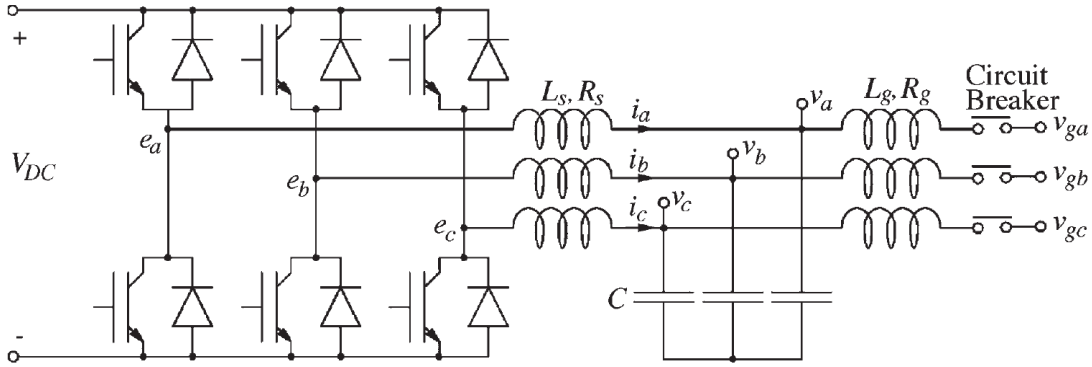 +
V_DC
-
e_a
e_b
e_c
L_s, R_s
i_a
i_b
i_c
v_a
v_b
v_c
C
L_g, R_g
Circuit
Breaker
v_ga
v_gb
v_gc